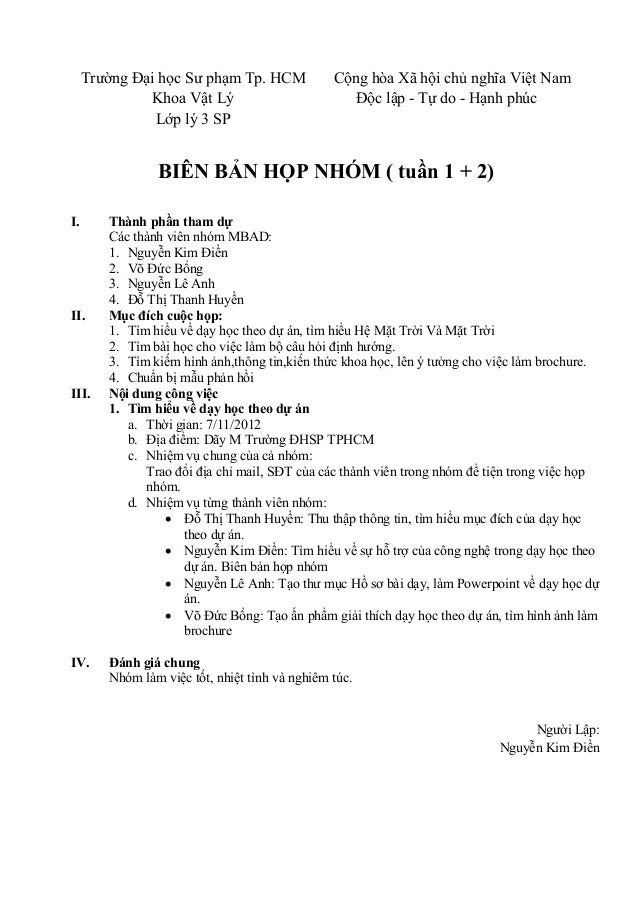 Trường Đại học Sư phạm Tp. HCM Cộng hòa Xã hội chủ nghĩa Việt Nam
Khoa Vật Lý Độc lập - Tự do - Hạnh phúc
Lớp lý 3 SP
BIÊN BẢN HỌP NHÓM ( tuần 1 + 2)
I. Thành phần tham dự
Các thành viên nhóm MBAD:
1. Nguyễn Kim Điền
2. Võ Đức Bổng
3. Nguyễn Lê Anh
4. Đỗ Thị Thanh Huyền
II. Mục đích cuộc họp:
1. Tìm hiểu về dạy học theo dự án, tìm hiểu Hệ Mặt Trời Và Mặt Trời
2. Tìm bài học cho việc làm bộ câu hỏi định hướng.
3. Tìm kiếm hình ảnh,thông tin,kiến thức khoa học, lên ý tưởng cho việc làm brochure.
4. Chuẩn bị mẫu phản hồi
III. Nội dung công việc
1. Tìm hiểu về dạy học theo dự án
a. Thời gian: 7/11/2012
b. Địa điểm: Dãy M Trường ĐHSP TPHCM
c. Nhiệm vụ chung của cả nhóm:
Trao đổi địa chỉ mail, SĐT của các thành viên trong nhóm để tiện trong việc họp
nhóm.
d. Nhiệm vụ từng thành viên nhóm:
• Đỗ Thị Thanh Huyền: Thu thập thông tin, tìm hiểu mục đích của dạy học
theo dự án.
• Nguyễn Kim Điền: Tìm hiểu về sự hỗ trợ của công nghệ trong dạy học theo
dự án. Biên bản họp nhóm
• Nguyễn Lê Anh: Tạo thư mục Hồ sơ bài dạy, làm Powerpoint về dạy học dự
án.
• Võ Đức Bổng: Tạo ấn phẩm giải thích dạy học theo dự án, tìm hình ảnh làm
brochure
IV. Đánh giá chung
Nhóm làm việc tốt, nhiệt tình và nghiêm túc.
Người Lập:
Nguyễn Kim Điền